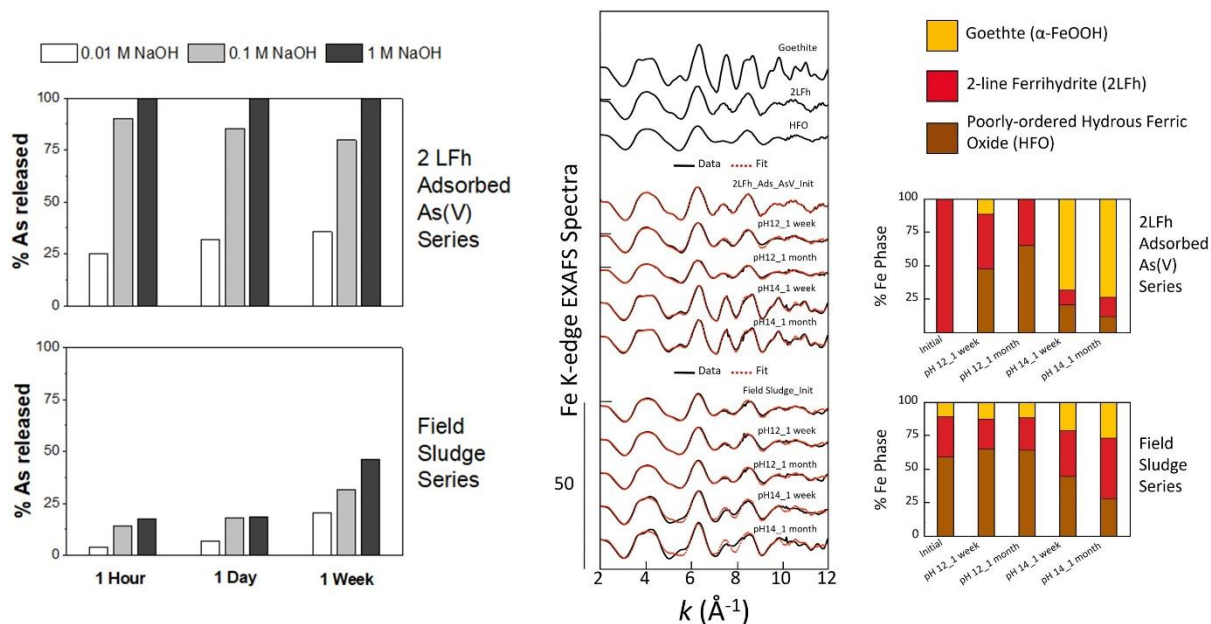 0.01 M NaOH 0.1 M NaOH 1 M NaOH
% As released
100
75
50
25
0
2 LFh
Adsorbed
As(V)
Series
% As released
100
75
50
25
0
Field
Sludge
Series
1 Hour 1 Day 1 Week
Fe K-edge EXAFS Spectra
Goethite
2LFh
HFO
Data Fit
2LFh_Ads_AsV_Init
pH12_1 week
pH12_1 month
pH14_1 week
pH14_1 month
Data Fit
Field Sludge_Init
pH12_1 week
pH12_1 month
pH14_1 week
pH14_1 month
50
2 4 6 8 10 12
k (Å-1)
Goethte (α-FeOOH)
2-line Ferrihydrite (2LFh)
Poorly-ordered Hydrous Ferric
Oxide (HFO)
% Fe Phase
100
75
50
25
Initial
pH 12_1 week
pH 12_1 month
pH 14_1 week
pH 14_1 month
2LFh
Adsorbed
As(V)
Series
% Fe Phase
100
75
50
25
0
Initial
pH 12_1 week
pH 12_1 month
pH 14_1 week
pH 14_1 month
Field
Sludge
Series